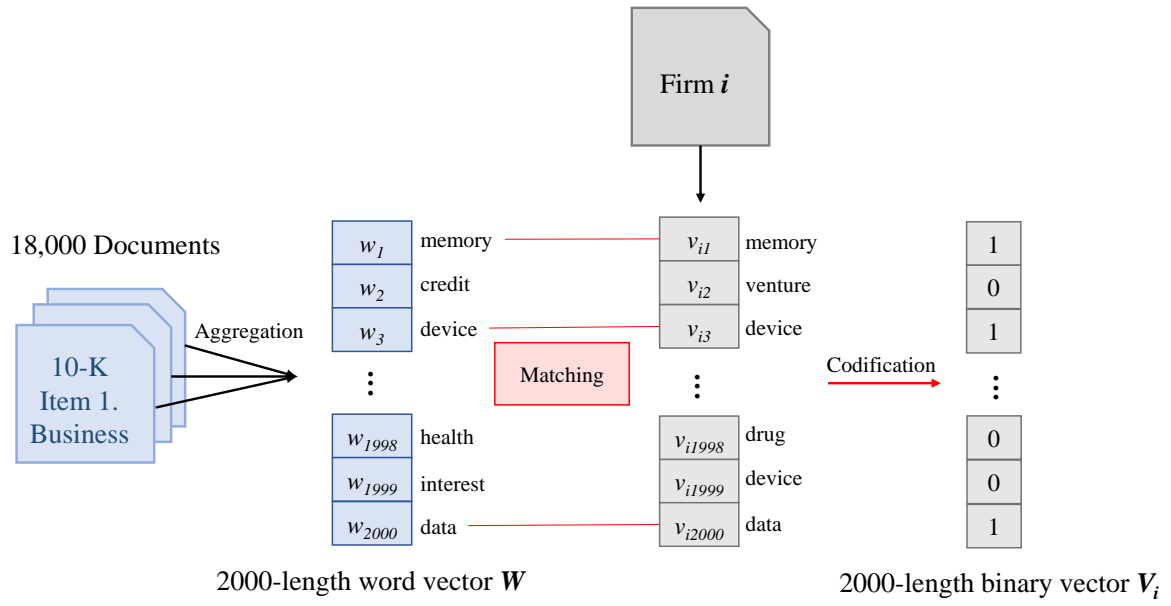 Firm i
18,000 Documents
10-K
Item 1.
Business
Aggregation
w1 memory
w2 credit
w3 device
⋮
w1998 health
w1999 interest
w2000 data
Matching
vi1 memory
vi2 venture
vi3 device
⋮
vi1998 drug
vi1999 device
vi2000 data
Codification
1
0
1
⋮
0
0
1
2000-length word vector W
2000-length binary vector Vi